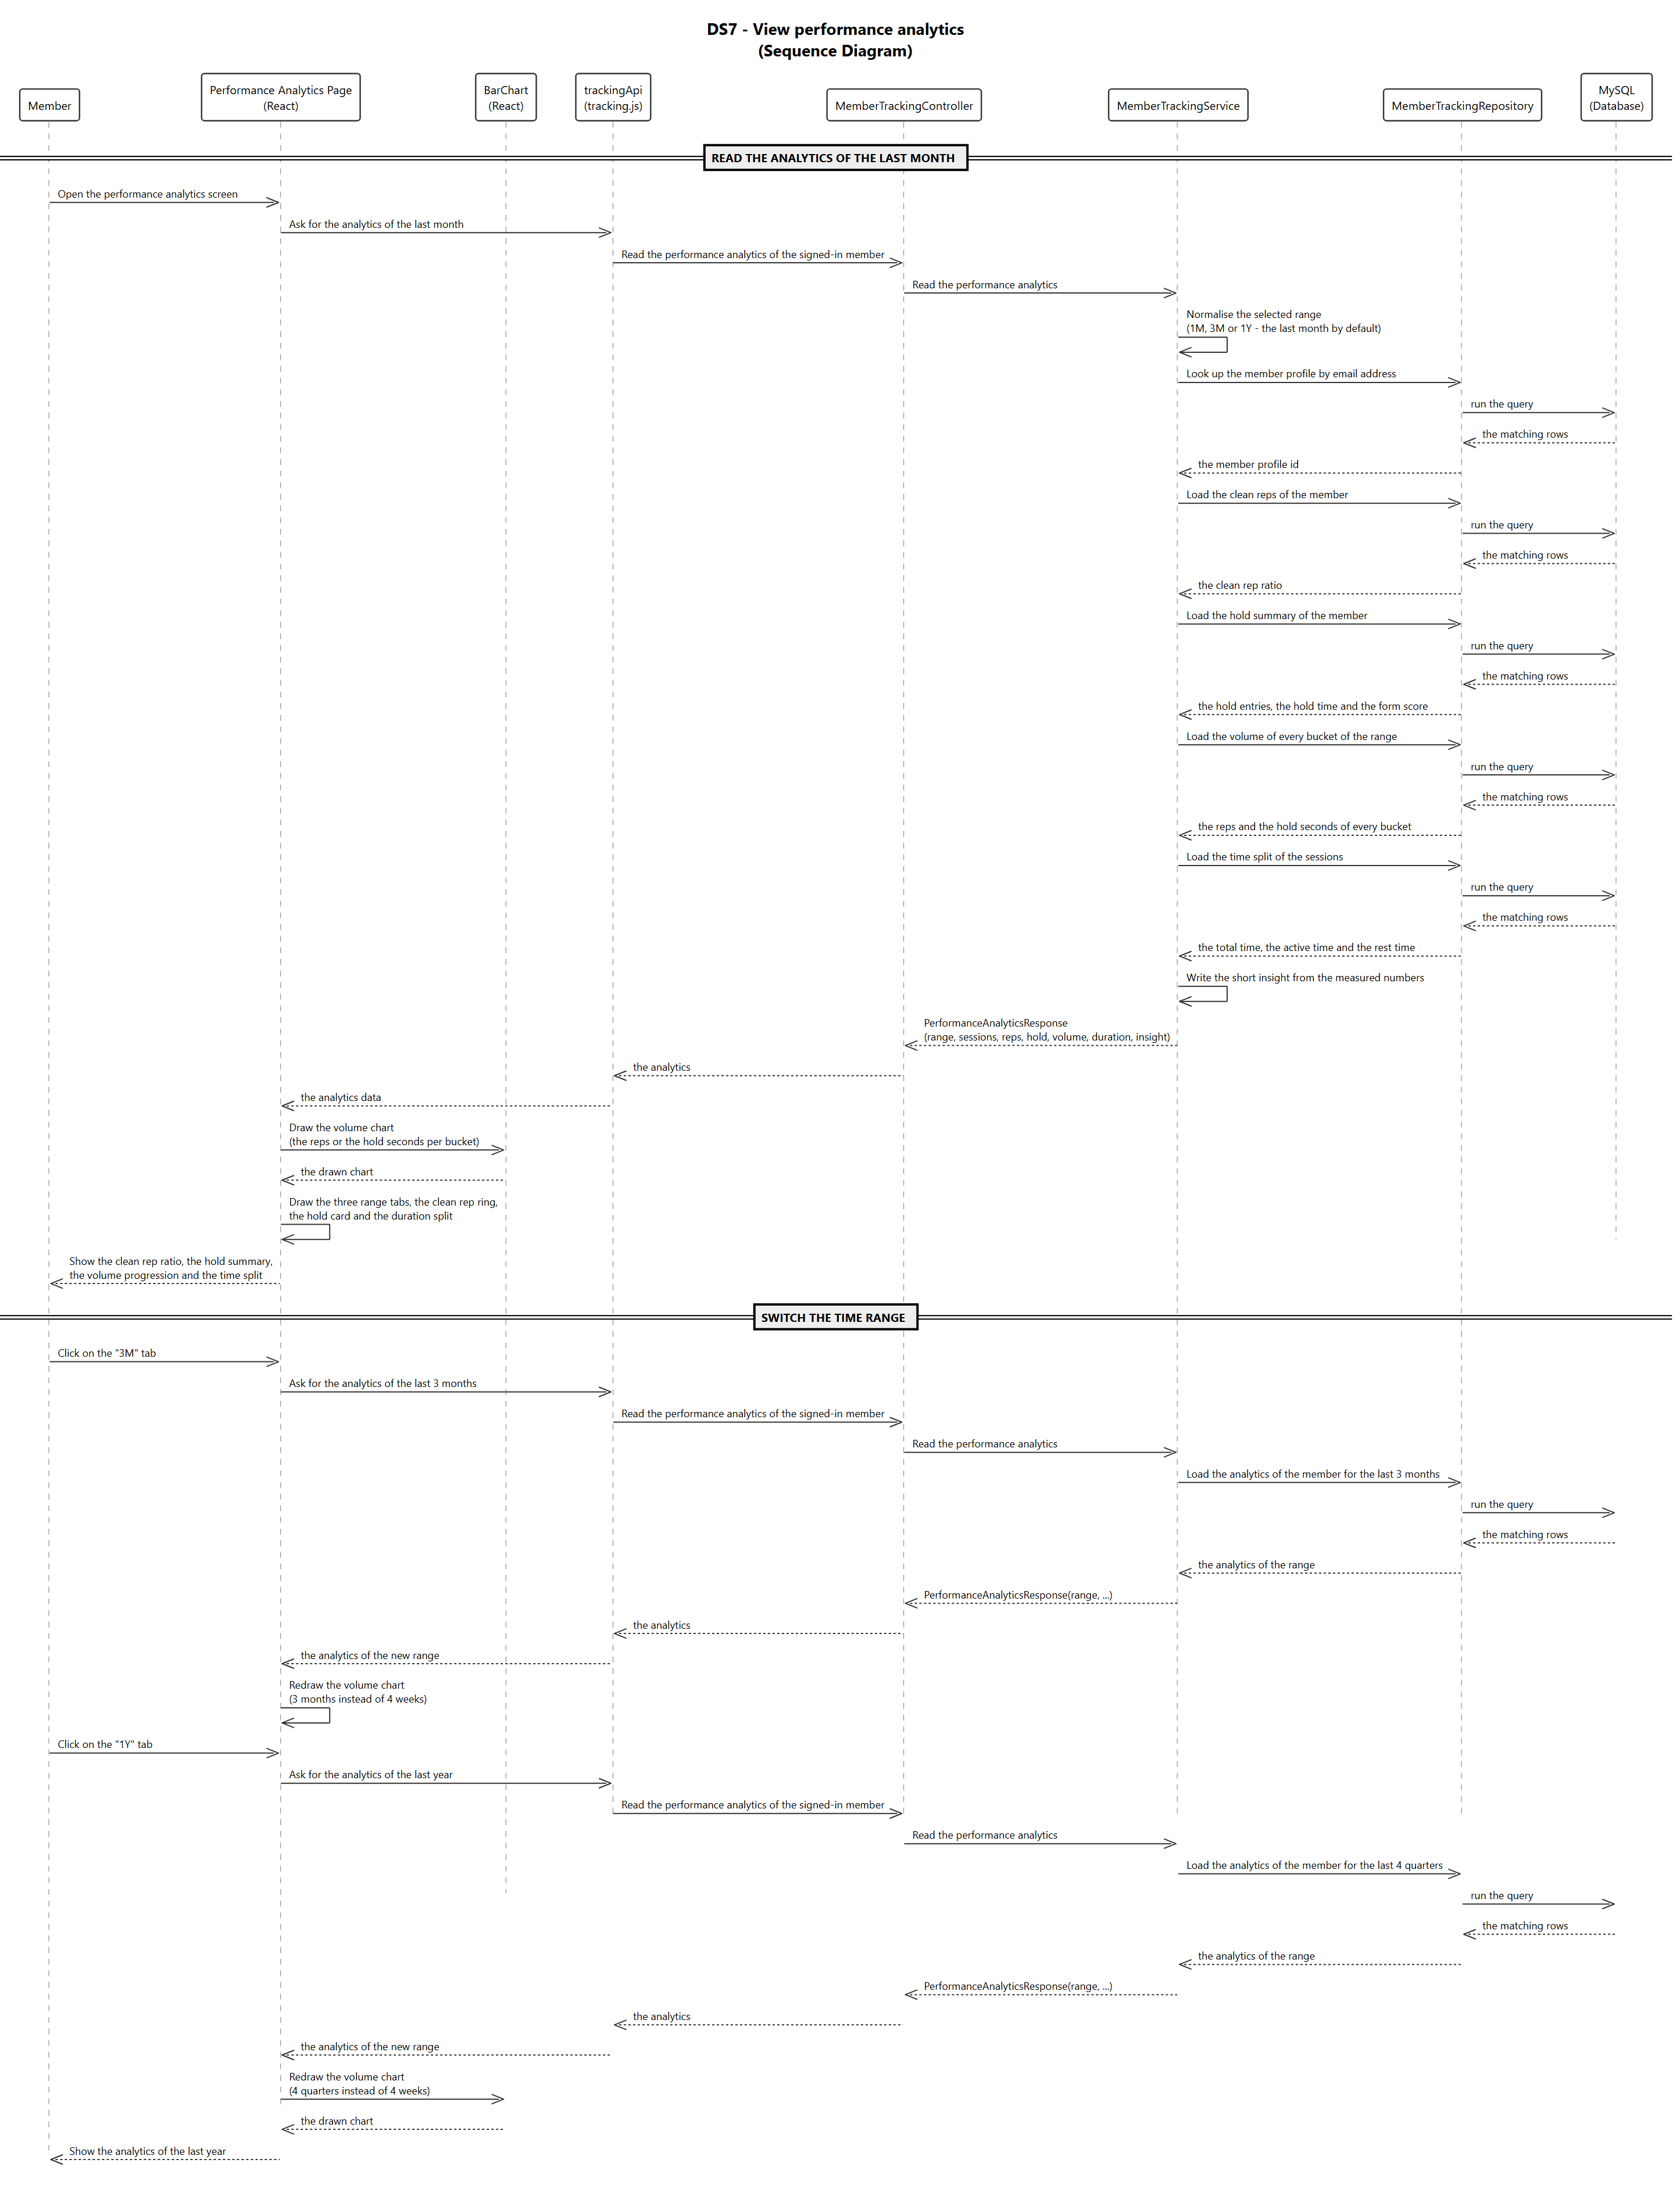 DS7 - View performance analytics
(Sequence Diagram)
Member
Performance Analytics Page
(React)
BarChart
(React)
trackingApi
(tracking.js)
MemberTrackingController
MemberTrackingService
MemberTrackingRepository
MySQL
(Database)
READ THE ANALYTICS OF THE LAST MONTH
Open the performance analytics screen
Ask for the analytics of the last month
Read the performance analytics of the signed-in member
Read the performance analytics
Normalise the selected range
(1M, 3M or 1Y - the last month by default)
Look up the member profile by email address
run the query
the matching rows
the member profile id
Load the clean reps of the member
run the query
the matching rows
the clean rep ratio
Load the hold summary of the member
run the query
the matching rows
the hold entries, the hold time and the form score
Load the volume of every bucket of the range
run the query
the matching rows
the reps and the hold seconds of every bucket
Load the time split of the sessions
run the query
the matching rows
the total time, the active time and the rest time
Write the short insight from the measured numbers
PerformanceAnalyticsResponse
(range, sessions, reps, hold, volume, duration, insight)
the analytics
the analytics data
Draw the volume chart
(the reps or the hold seconds per bucket)
the drawn chart
Draw the three range tabs, the clean rep ring,
the hold card and the duration split
Show the clean rep ratio, the hold summary,
the volume progression and the time split
SWITCH THE TIME RANGE
Click on the "3M" tab
Ask for the analytics of the last 3 months
Read the performance analytics of the signed-in member
Read the performance analytics
Load the analytics of the member for the last 3 months
run the query
the matching rows
the analytics of the range
PerformanceAnalyticsResponse(range, ...)
the analytics
the analytics of the new range
Redraw the volume chart
(3 months instead of 4 weeks)
Click on the "1Y" tab
Ask for the analytics of the last year
Read the performance analytics of the signed-in member
Read the performance analytics
Load the analytics of the member for the last 4 quarters
run the query
the matching rows
the analytics of the range
PerformanceAnalyticsResponse(range, ...)
the analytics
the analytics of the new range
Redraw the volume chart
(4 quarters instead of 4 weeks)
the drawn chart
Show the analytics of the last year